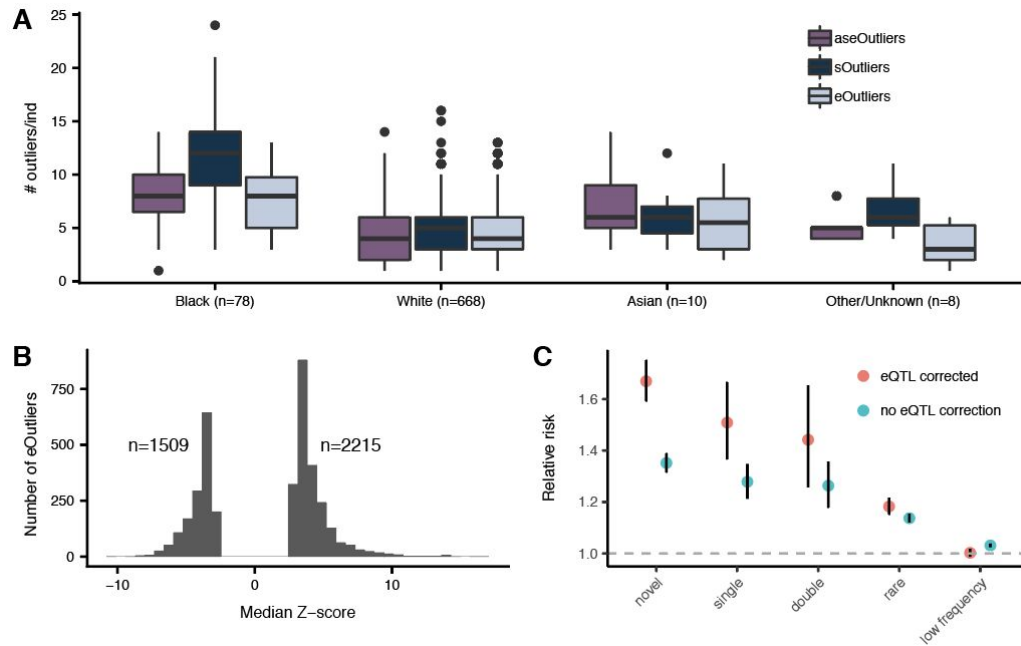 A
# outliers/ind
25
20
15
10
5
0
aseOutliers
sOutliers
eOutliers
Black (n=78)
White (n=668)
Asian (n=10)
Other/Unknown (n=8)
B
Number of eOutliers
750
500
250
0
n=1509
n=2215
−10
0
10
Median Z−score
C
Relative risk
1.6
1.4
1.2
1.0
eQTL corrected
no eQTL correction
novel
single
double
rare
low frequency